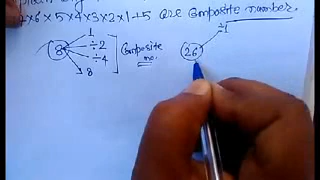 ×6×5×4×3×2×1+5 are composite number.
8 1 ÷2 ÷4 8 Composite no.
26 ÷1